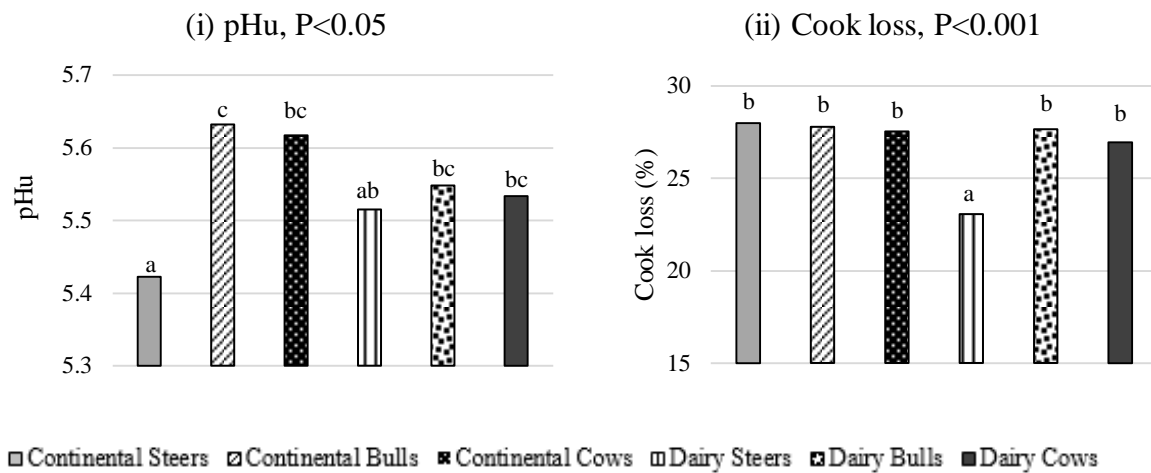 (i) pHu, P<0.05
(ii) Cook loss, P<0.001
pHu
5.7
5.6
5.5
5.4
5.3
a
c
bc
ab
bc
bc
Cook loss (%)
30
25
20
15
b
b
b
a
b
b
Continental Steers Continental Bulls Continental Cows Dairy Steers Dairy Bulls Dairy Cows